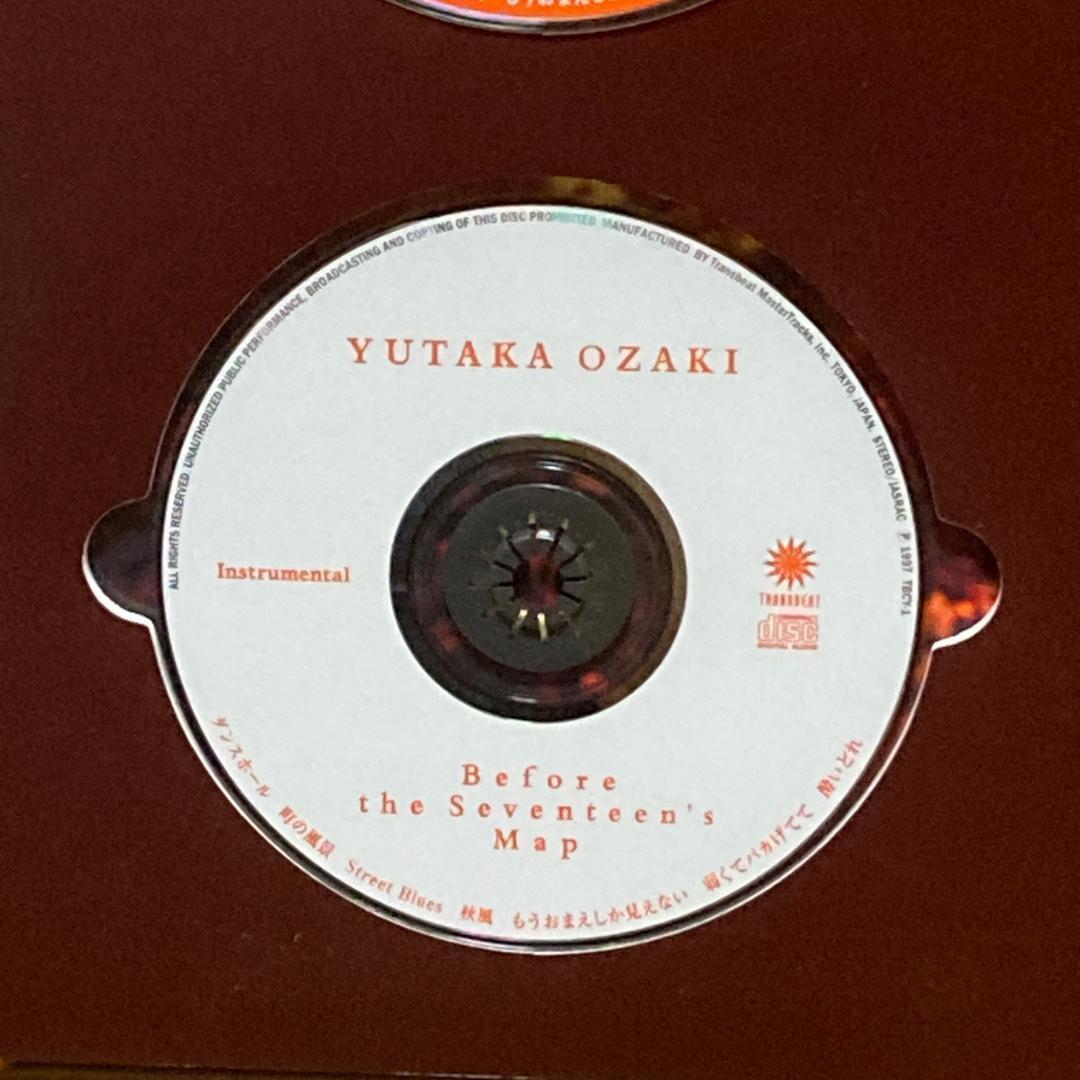 ALL RIGHTS RESERVED. UNAUTHORIZED PUBLIC PERFORMANCE, BROADCASTING AND COPYING OF THIS DISC PROHIBITED. MANUFACTURED BY Transbeat MasterTracks, Inc. TOKYO, JAPAN. STEREO/JASRAC Ⓟ 1997 TBCY-1
YUTAKA OZAKI
Instrumental
TRANSBEAT
disc
DIGITAL AUDIO
Before
the Seventeen's
Map
ダンスホール 町の風景 Street Blues 秋風 もうおまえしか見えない 弱くてバカげてて 酔いどれ